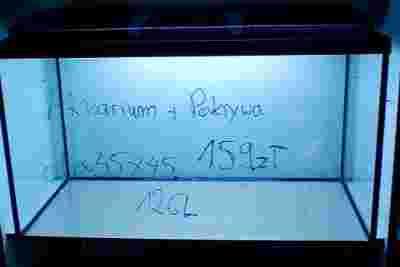 Akwarium + Pokrywa
x45x45 159zł
126L